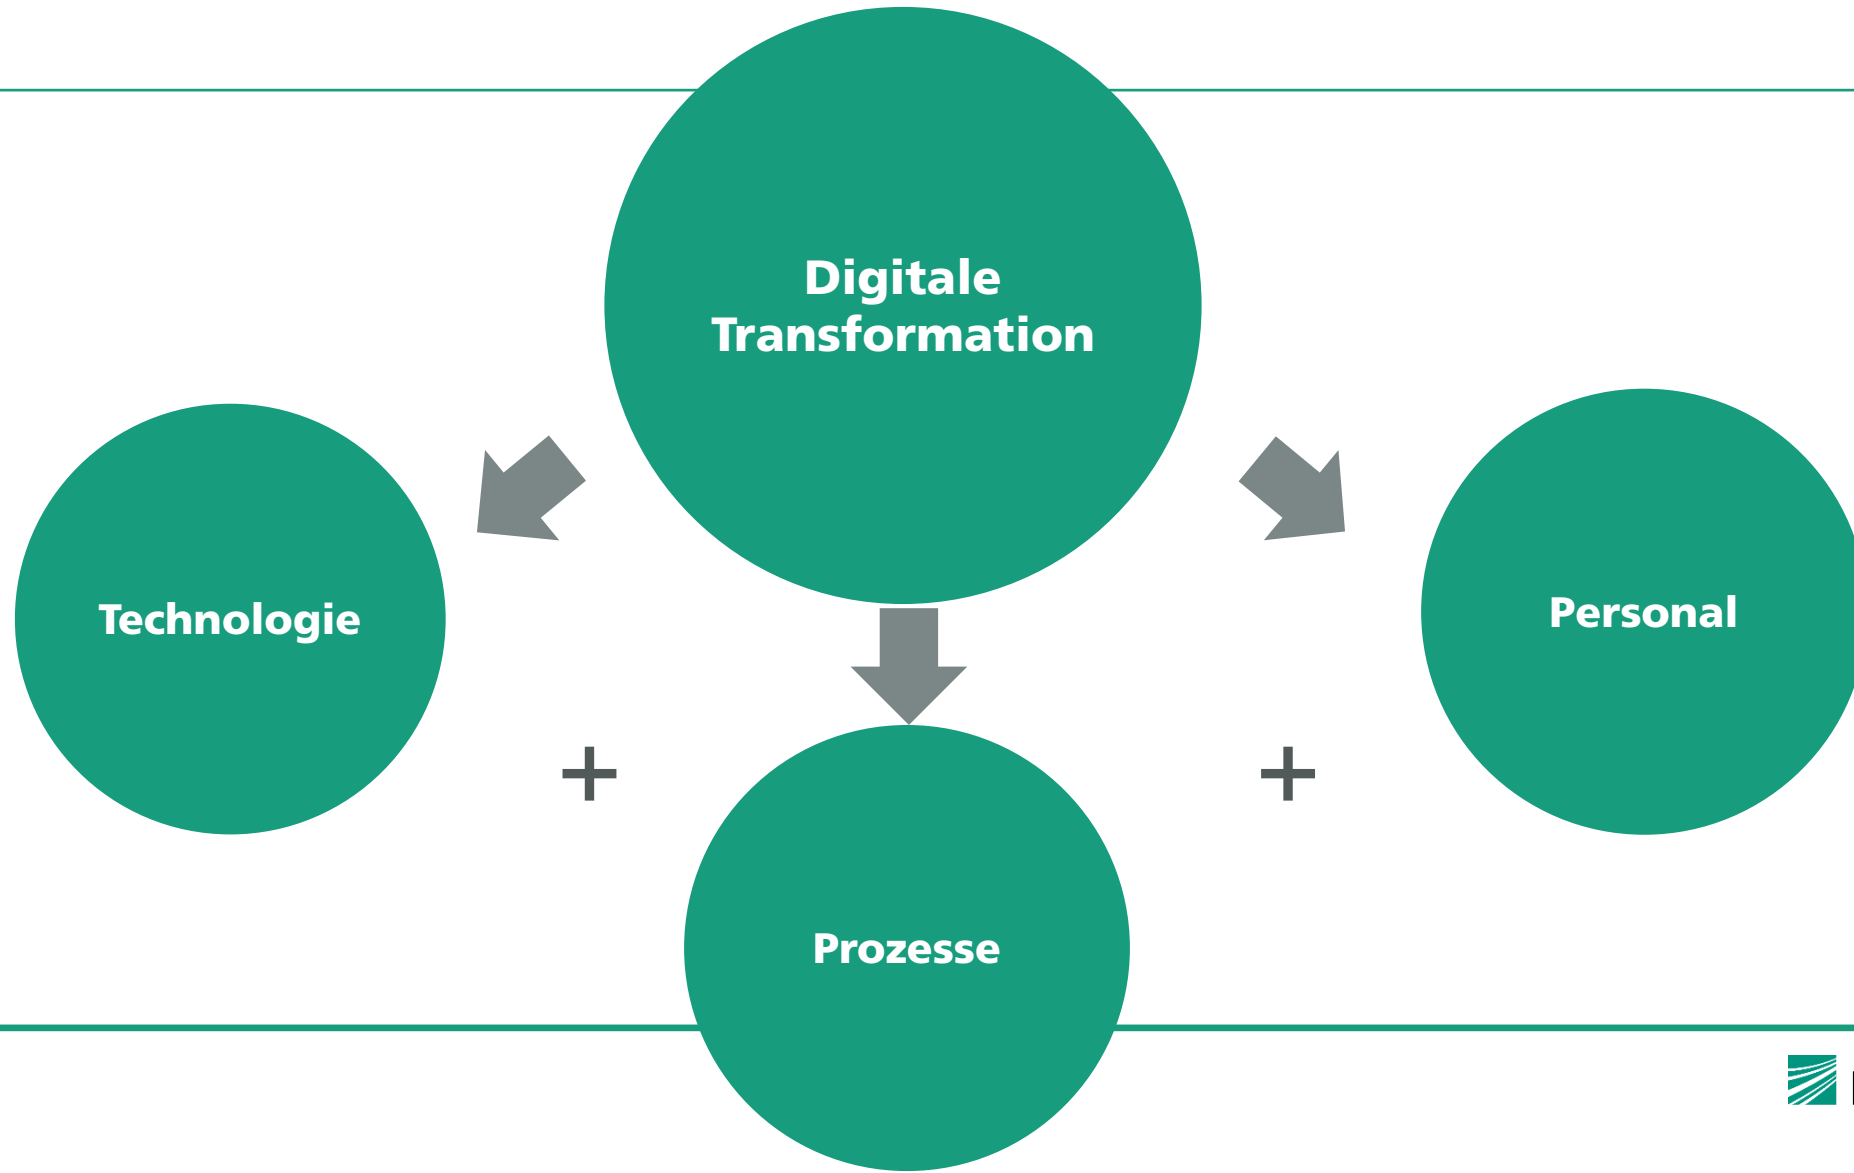 Digitale
Transformation
Technologie
Personal
+
+
Prozesse